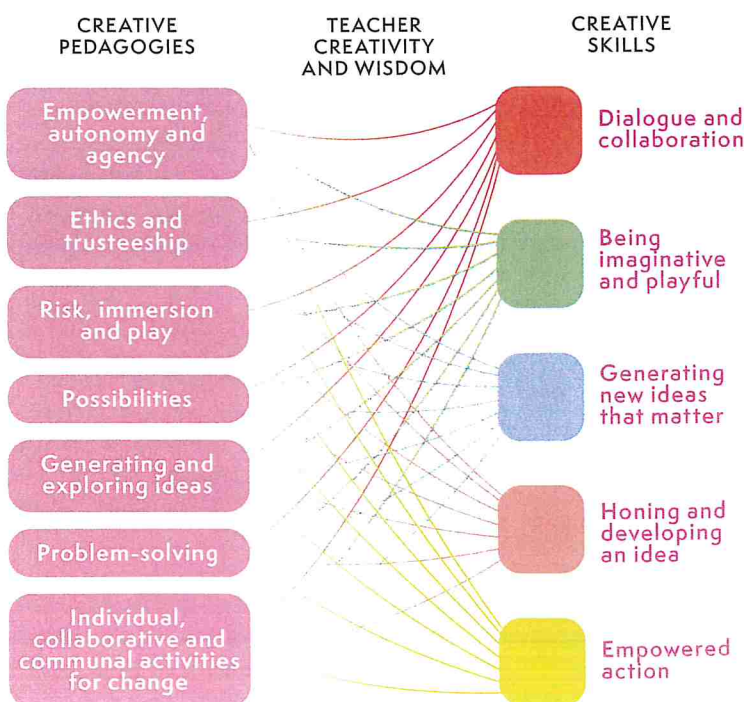 CREATIVE
PEDAGOGIES
TEACHER
CREATIVITY
AND WISDOM
CREATIVE
SKILLS
Empowerment,
autonomy and
agency
Ethics and
trusteeship
Risk, immersion
and play
Possibilities
Generating and
exploring ideas
Problem-solving
Individual,
collaborative and
communal activities
for change
Dialogue and
collaboration
Being
imaginative
and playful
Generating
new ideas
that matter
Honing and
developing
an idea
Empowered
action